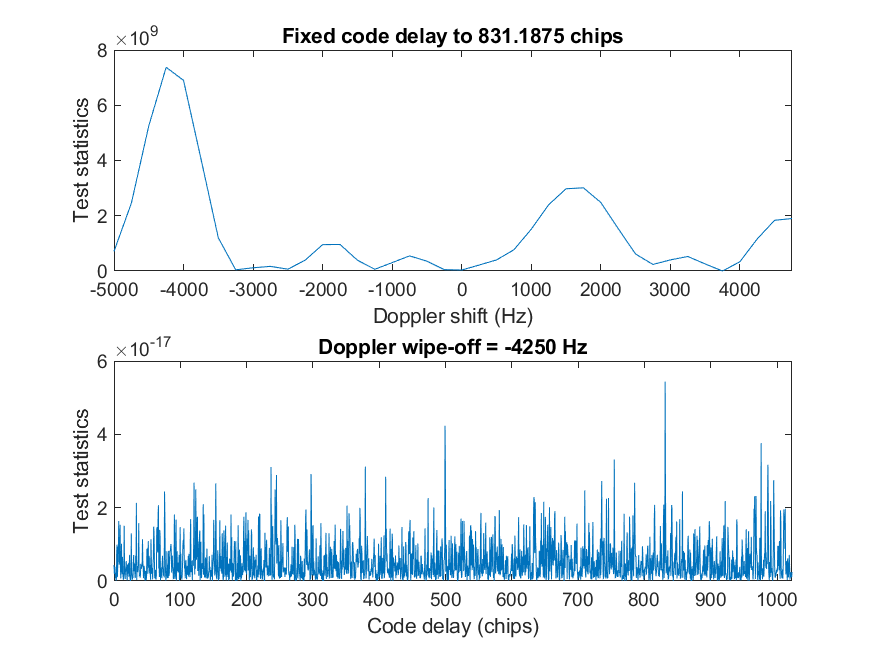 Fixed code delay to 831.1875 chips
×10^9
8
6
4
2
0
Test statistics
-5000 -4000 -3000 -2000 -1000 0 1000 2000 3000 4000
Doppler shift (Hz)
Doppler wipe-off = -4250 Hz
×10^-17
6
4
2
0
Test statistics
0 100 200 300 400 500 600 700 800 900 1000
Code delay (chips)